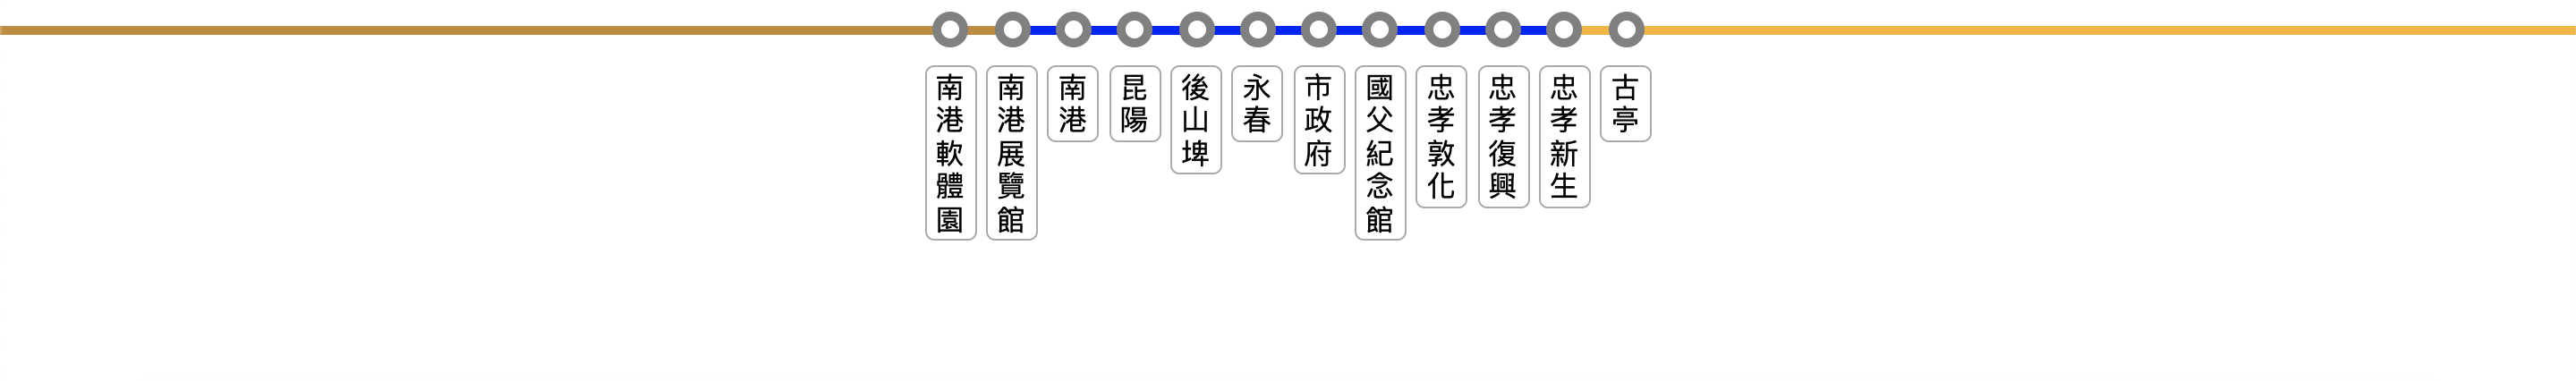 南港軟體園
南港展覽館
南港
昆陽
後山埤
永春
市政府
國父紀念館
忠孝敦化
忠孝復興
忠孝新生
古亭